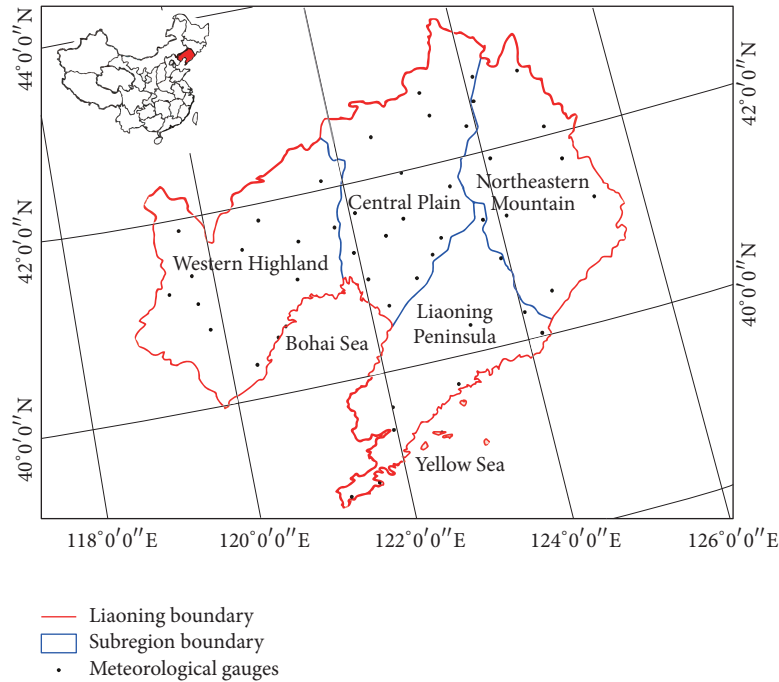 44°0′0″N
42°0′0″N
40°0′0″N
42°0′0″N
40°0′0″N
Northeastern
Mountain
Central Plain
Western Highland
Liaoning
Peninsula
Bohai Sea
Yellow Sea
118°0′0″E
120°0′0″E
122°0′0″E
124°0′0″E
126°0′0″E
Liaoning boundary
Subregion boundary
Meteorological gauges